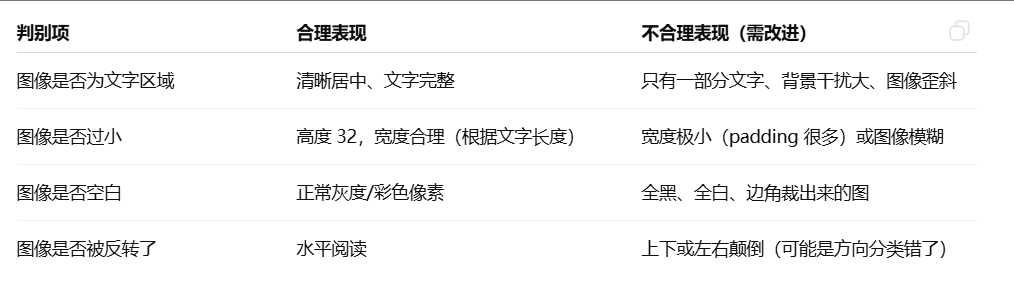 判别项 合理表现 不合理表现（需改进）
图像是否为文字区域 清晰居中、文字完整 只有一部分文字、背景干扰大、图像歪斜
图像是否过小 高度 32，宽度合理（根据文字长度） 宽度极小（padding 很多）或图像模糊
图像是否空白 正常灰度/彩色像素 全黑、全白、边角裁出来的图
图像是否被反转了 水平阅读 上下或左右颠倒（可能是方向分类错了）